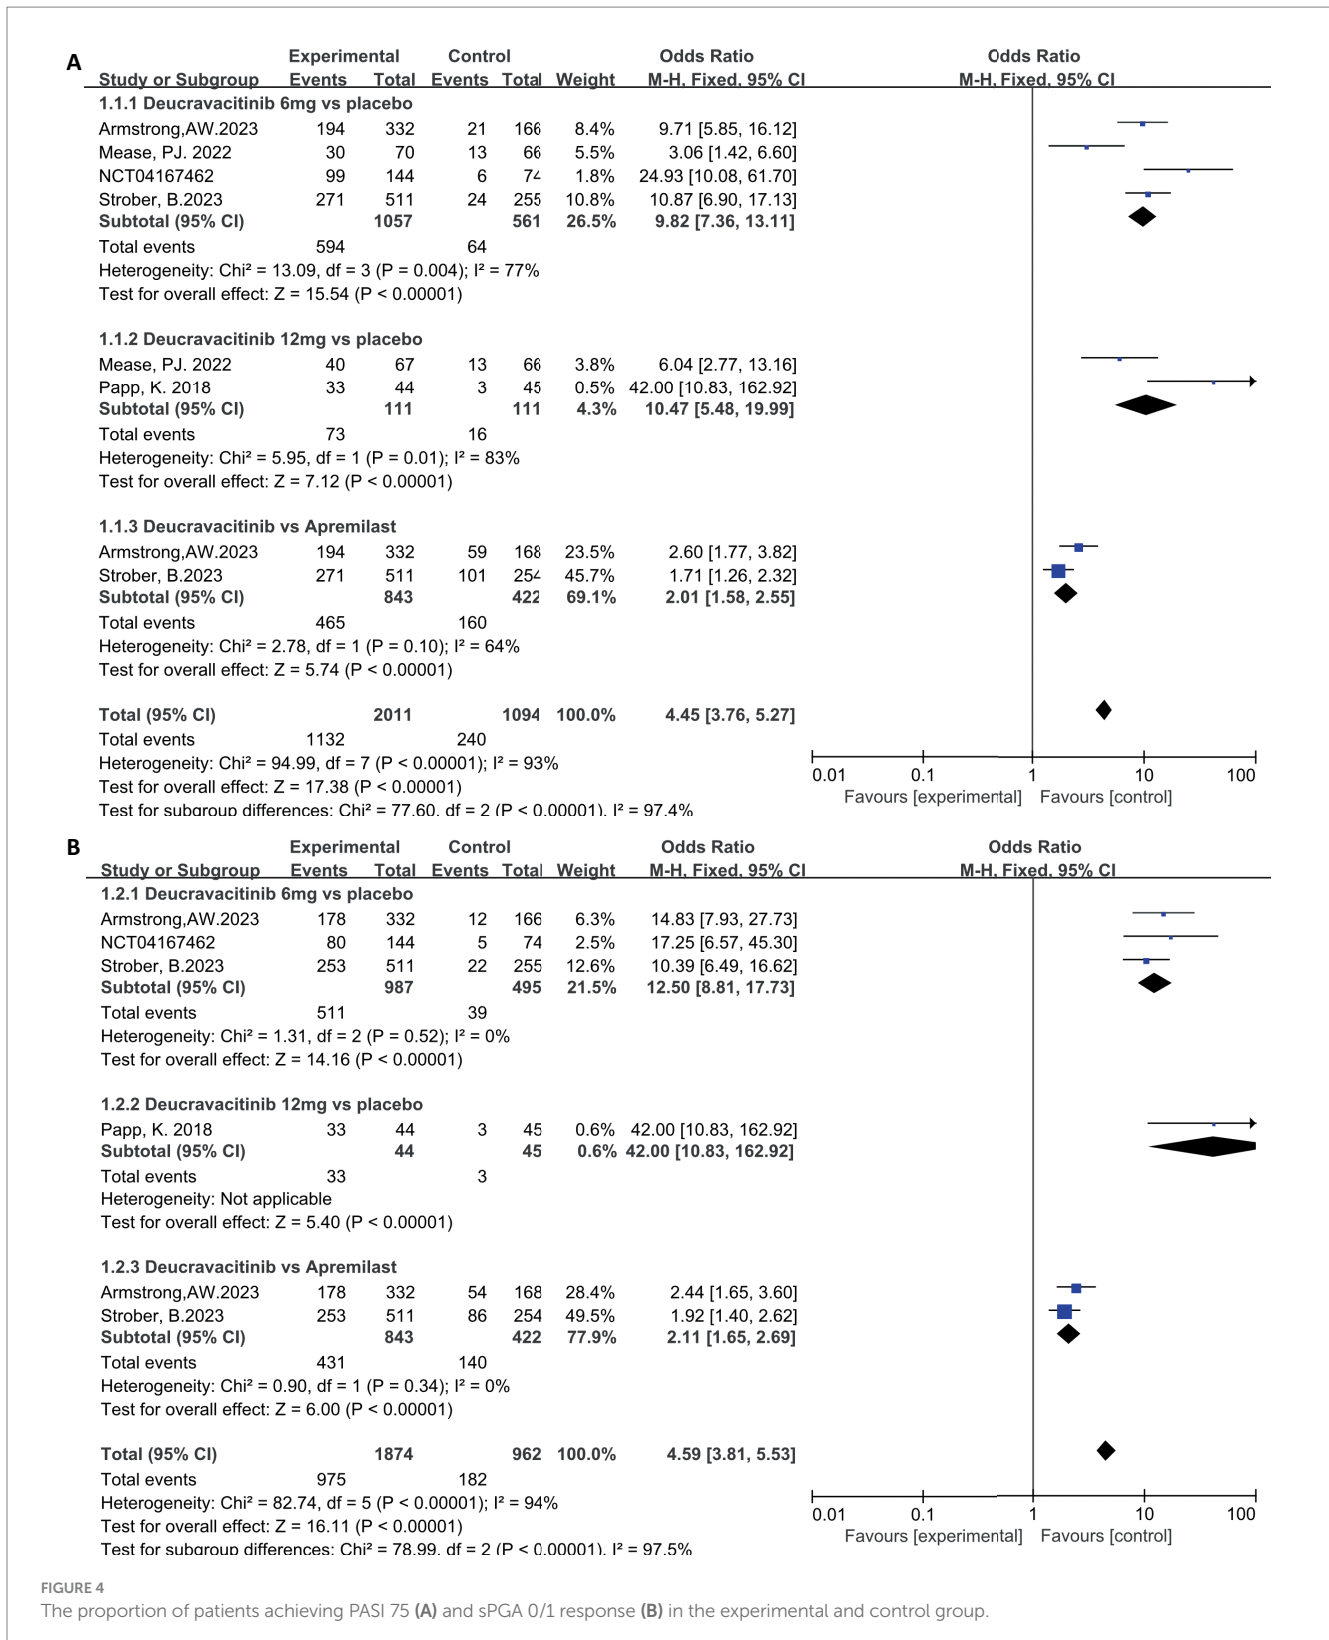 A
Experimental Control Odds Ratio Odds Ratio
Study or Subgroup Events Total Events Total Weight M-H, Fixed, 95% CI M-H, Fixed, 95% CI
1.1.1 Deucravacitinib 6mg vs placebo
Armstrong,AW.2023 194 332 21 166 8.4% 9.71 [5.85, 16.12]
Mease, PJ. 2022 30 70 13 66 5.5% 3.06 [1.42, 6.60]
NCT04167462 99 144 6 74 1.8% 24.93 [10.08, 61.70]
Strober, B.2023 271 511 24 255 10.8% 10.87 [6.90, 17.13]
Subtotal (95% CI) 1057 561 26.5% 9.82 [7.36, 13.11]
Total events 594 64
Heterogeneity: Chi² = 13.09, df = 3 (P = 0.004); I² = 77%
Test for overall effect: Z = 15.54 (P < 0.00001)
1.1.2 Deucravacitinib 12mg vs placebo
Mease, PJ. 2022 40 67 13 66 3.8% 6.04 [2.77, 13.16]
Papp, K. 2018 33 44 3 45 0.5% 42.00 [10.83, 162.92]
Subtotal (95% CI) 111 111 4.3% 10.47 [5.48, 19.99]
Total events 73 16
Heterogeneity: Chi² = 5.95, df = 1 (P = 0.01); I² = 83%
Test for overall effect: Z = 7.12 (P < 0.00001)
1.1.3 Deucravacitinib vs Apremilast
Armstrong,AW.2023 194 332 59 168 23.5% 2.60 [1.77, 3.82]
Strober, B.2023 271 511 101 254 45.7% 1.71 [1.26, 2.32]
Subtotal (95% CI) 843 422 69.1% 2.01 [1.58, 2.55]
Total events 465 160
Heterogeneity: Chi² = 2.78, df = 1 (P = 0.10); I² = 64%
Test for overall effect: Z = 5.74 (P < 0.00001)
Total (95% CI) 2011 1094 100.0% 4.45 [3.76, 5.27]
Total events 1132 240
Heterogeneity: Chi² = 94.99, df = 7 (P < 0.00001); I² = 93%
Test for overall effect: Z = 17.38 (P < 0.00001)
Test for subgroup differences: Chi² = 77.60, df = 2 (P < 0.00001), I² = 97.4%
0.01 0.1 1 10 100
Favours [experimental] Favours [control]
B
Experimental Control Odds Ratio Odds Ratio
Study or Subgroup Events Total Events Total Weight M-H, Fixed, 95% CI M-H, Fixed, 95% CI
1.2.1 Deucravacitinib 6mg vs placebo
Armstrong,AW.2023 178 332 12 166 6.3% 14.83 [7.93, 27.73]
NCT04167462 80 144 5 74 2.5% 17.25 [6.57, 45.30]
Strober, B.2023 253 511 22 255 12.6% 10.39 [6.49, 16.62]
Subtotal (95% CI) 987 495 21.5% 12.50 [8.81, 17.73]
Total events 511 39
Heterogeneity: Chi² = 1.31, df = 2 (P = 0.52); I² = 0%
Test for overall effect: Z = 14.16 (P < 0.00001)
1.2.2 Deucravacitinib 12mg vs placebo
Papp, K. 2018 33 44 3 45 0.6% 42.00 [10.83, 162.92]
Subtotal (95% CI) 44 45 0.6% 42.00 [10.83, 162.92]
Total events 33 3
Heterogeneity: Not applicable
Test for overall effect: Z = 5.40 (P < 0.00001)
1.2.3 Deucravacitinib vs Apremilast
Armstrong,AW.2023 178 332 54 168 28.4% 2.44 [1.65, 3.60]
Strober, B.2023 253 511 86 254 49.5% 1.92 [1.40, 2.62]
Subtotal (95% CI) 843 422 77.9% 2.11 [1.65, 2.69]
Total events 431 140
Heterogeneity: Chi² = 0.90, df = 1 (P = 0.34); I² = 0%
Test for overall effect: Z = 6.00 (P < 0.00001)
Total (95% CI) 1874 962 100.0% 4.59 [3.81, 5.53]
Total events 975 182
Heterogeneity: Chi² = 82.74, df = 5 (P < 0.00001); I² = 94%
Test for overall effect: Z = 16.11 (P < 0.00001)
Test for subgroup differences: Chi² = 78.99, df = 2 (P < 0.00001), I² = 97.5%
0.01 0.1 1 10 100
Favours [experimental] Favours [control]
FIGURE 4
The proportion of patients achieving PASI 75 (A) and sPGA 0/1 response (B) in the experimental and control group.